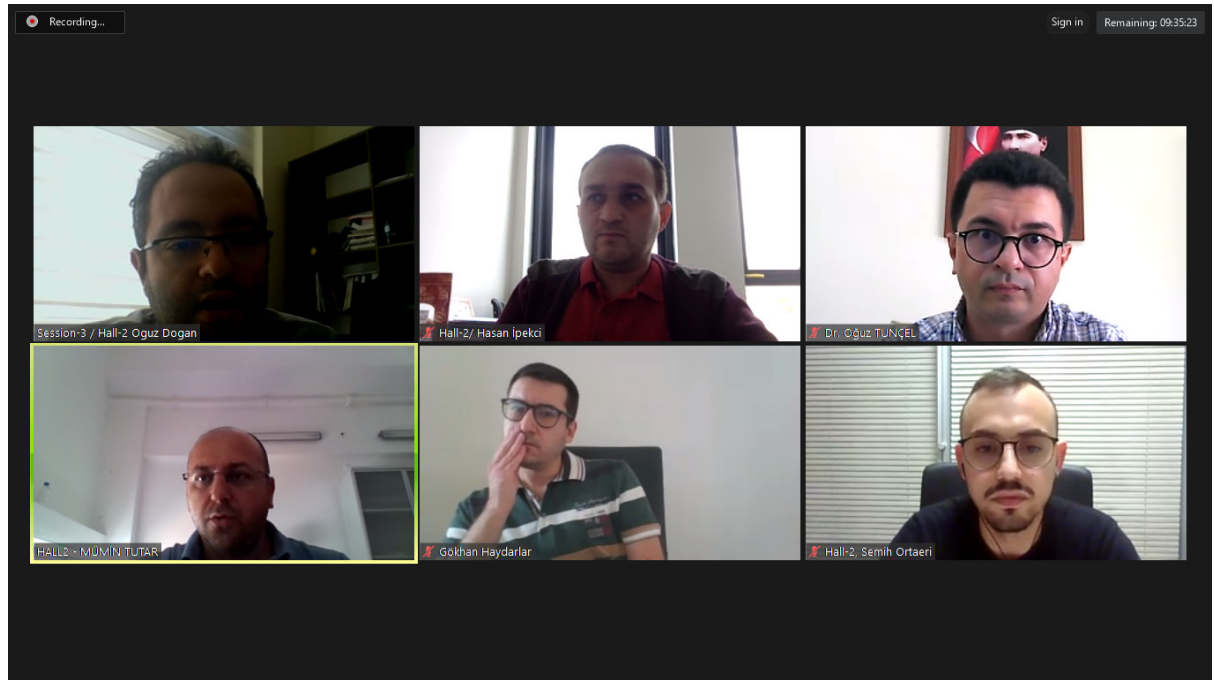 Recording...
Sign in
Remaining: 09:35:23
Session-3 / Hall-2 Oguz Dogan
Hall-2/ Hasan İpekci
Dr. Oğuz TUNÇEL
HALL2 - MÜMİN TUTAR
Gökhan Haydarlar
Hall-2, Semih Ortaeri